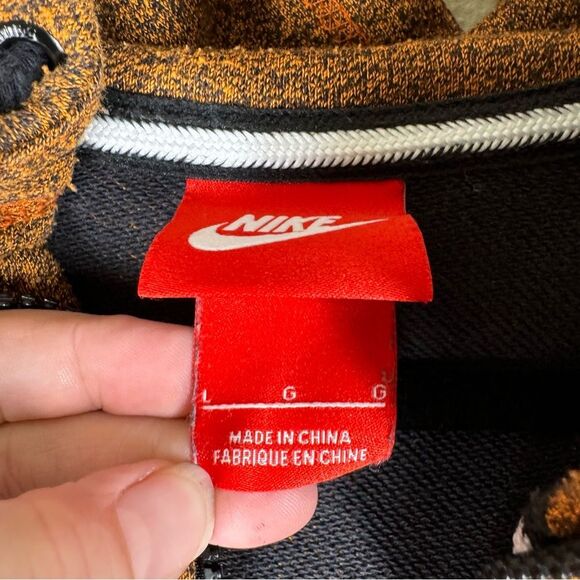 NIKE
L G G
MADE IN CHINA
FABRIQUE EN CHINE